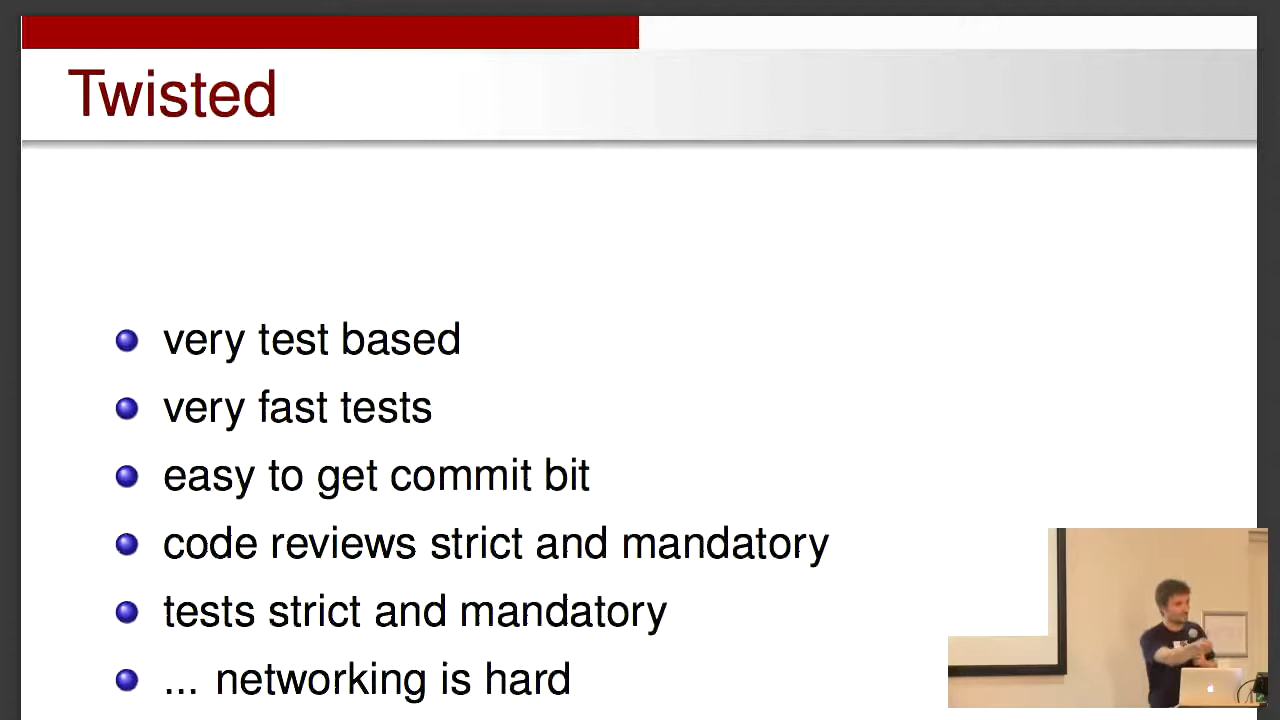 Twisted
very test based
very fast tests
easy to get commit bit
code reviews strict and mandatory
tests strict and mandatory
... networking is hard